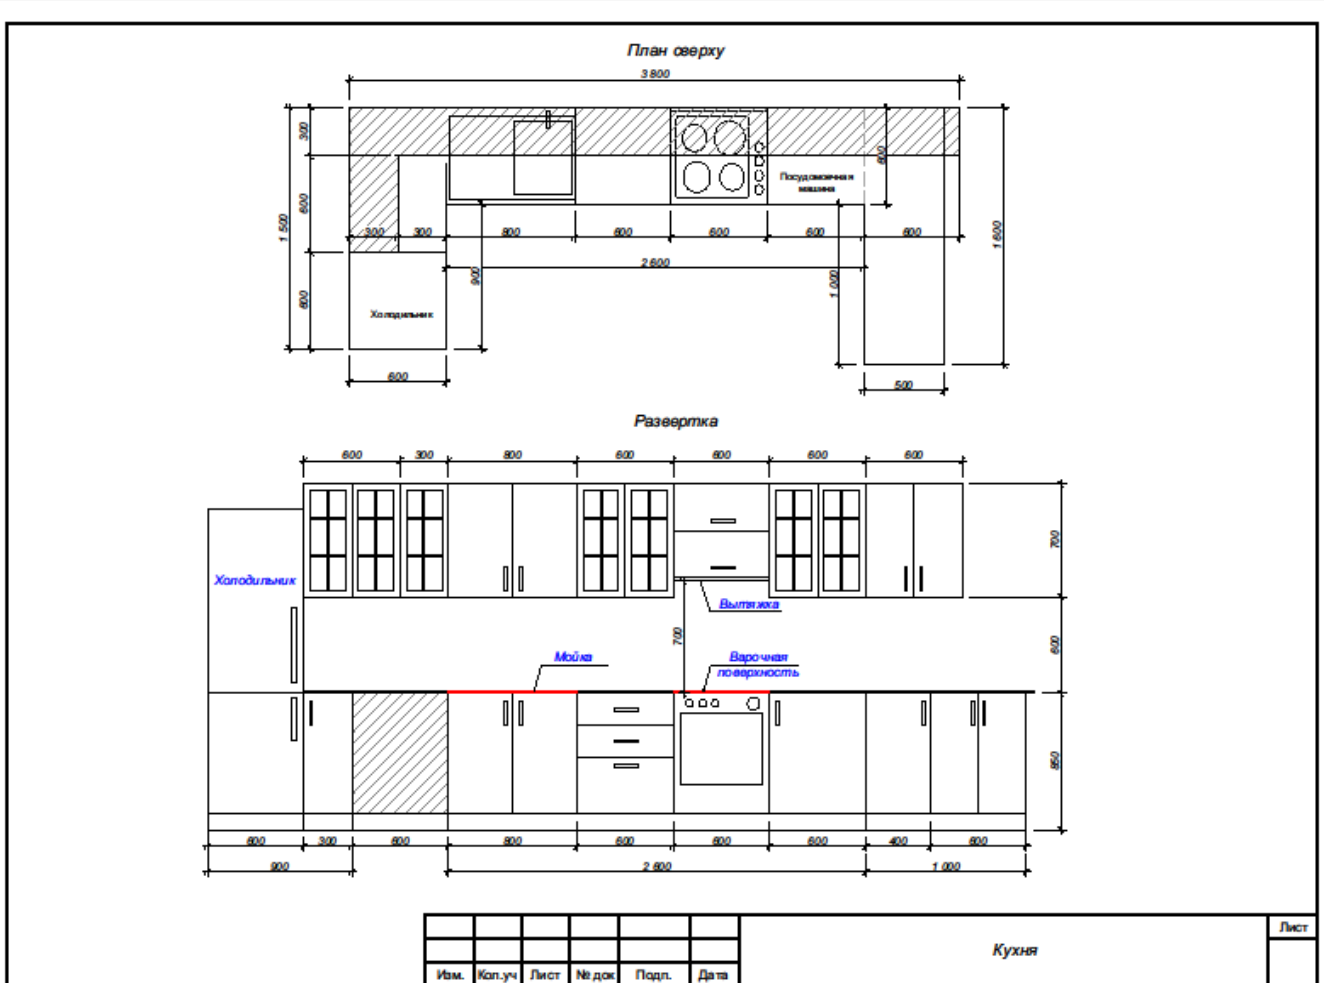 План сверху
3 800
300
600
600
1 500
300
300
800
600
600
600
600
2 600
900
1 000
600
1 600
Посудомоечная
машина
Холодильник
600
500
Развертка
600
300
800
600
600
600
600
Холодильник
Вытяжка
700
Мойка
Варочная
поверхность
700
600
850
600
300
600
800
600
600
600
400
600
900
2 600
1 000
Кухня
Лист
Изм.
Кол.уч
Лист
№ док
Подп.
Дата